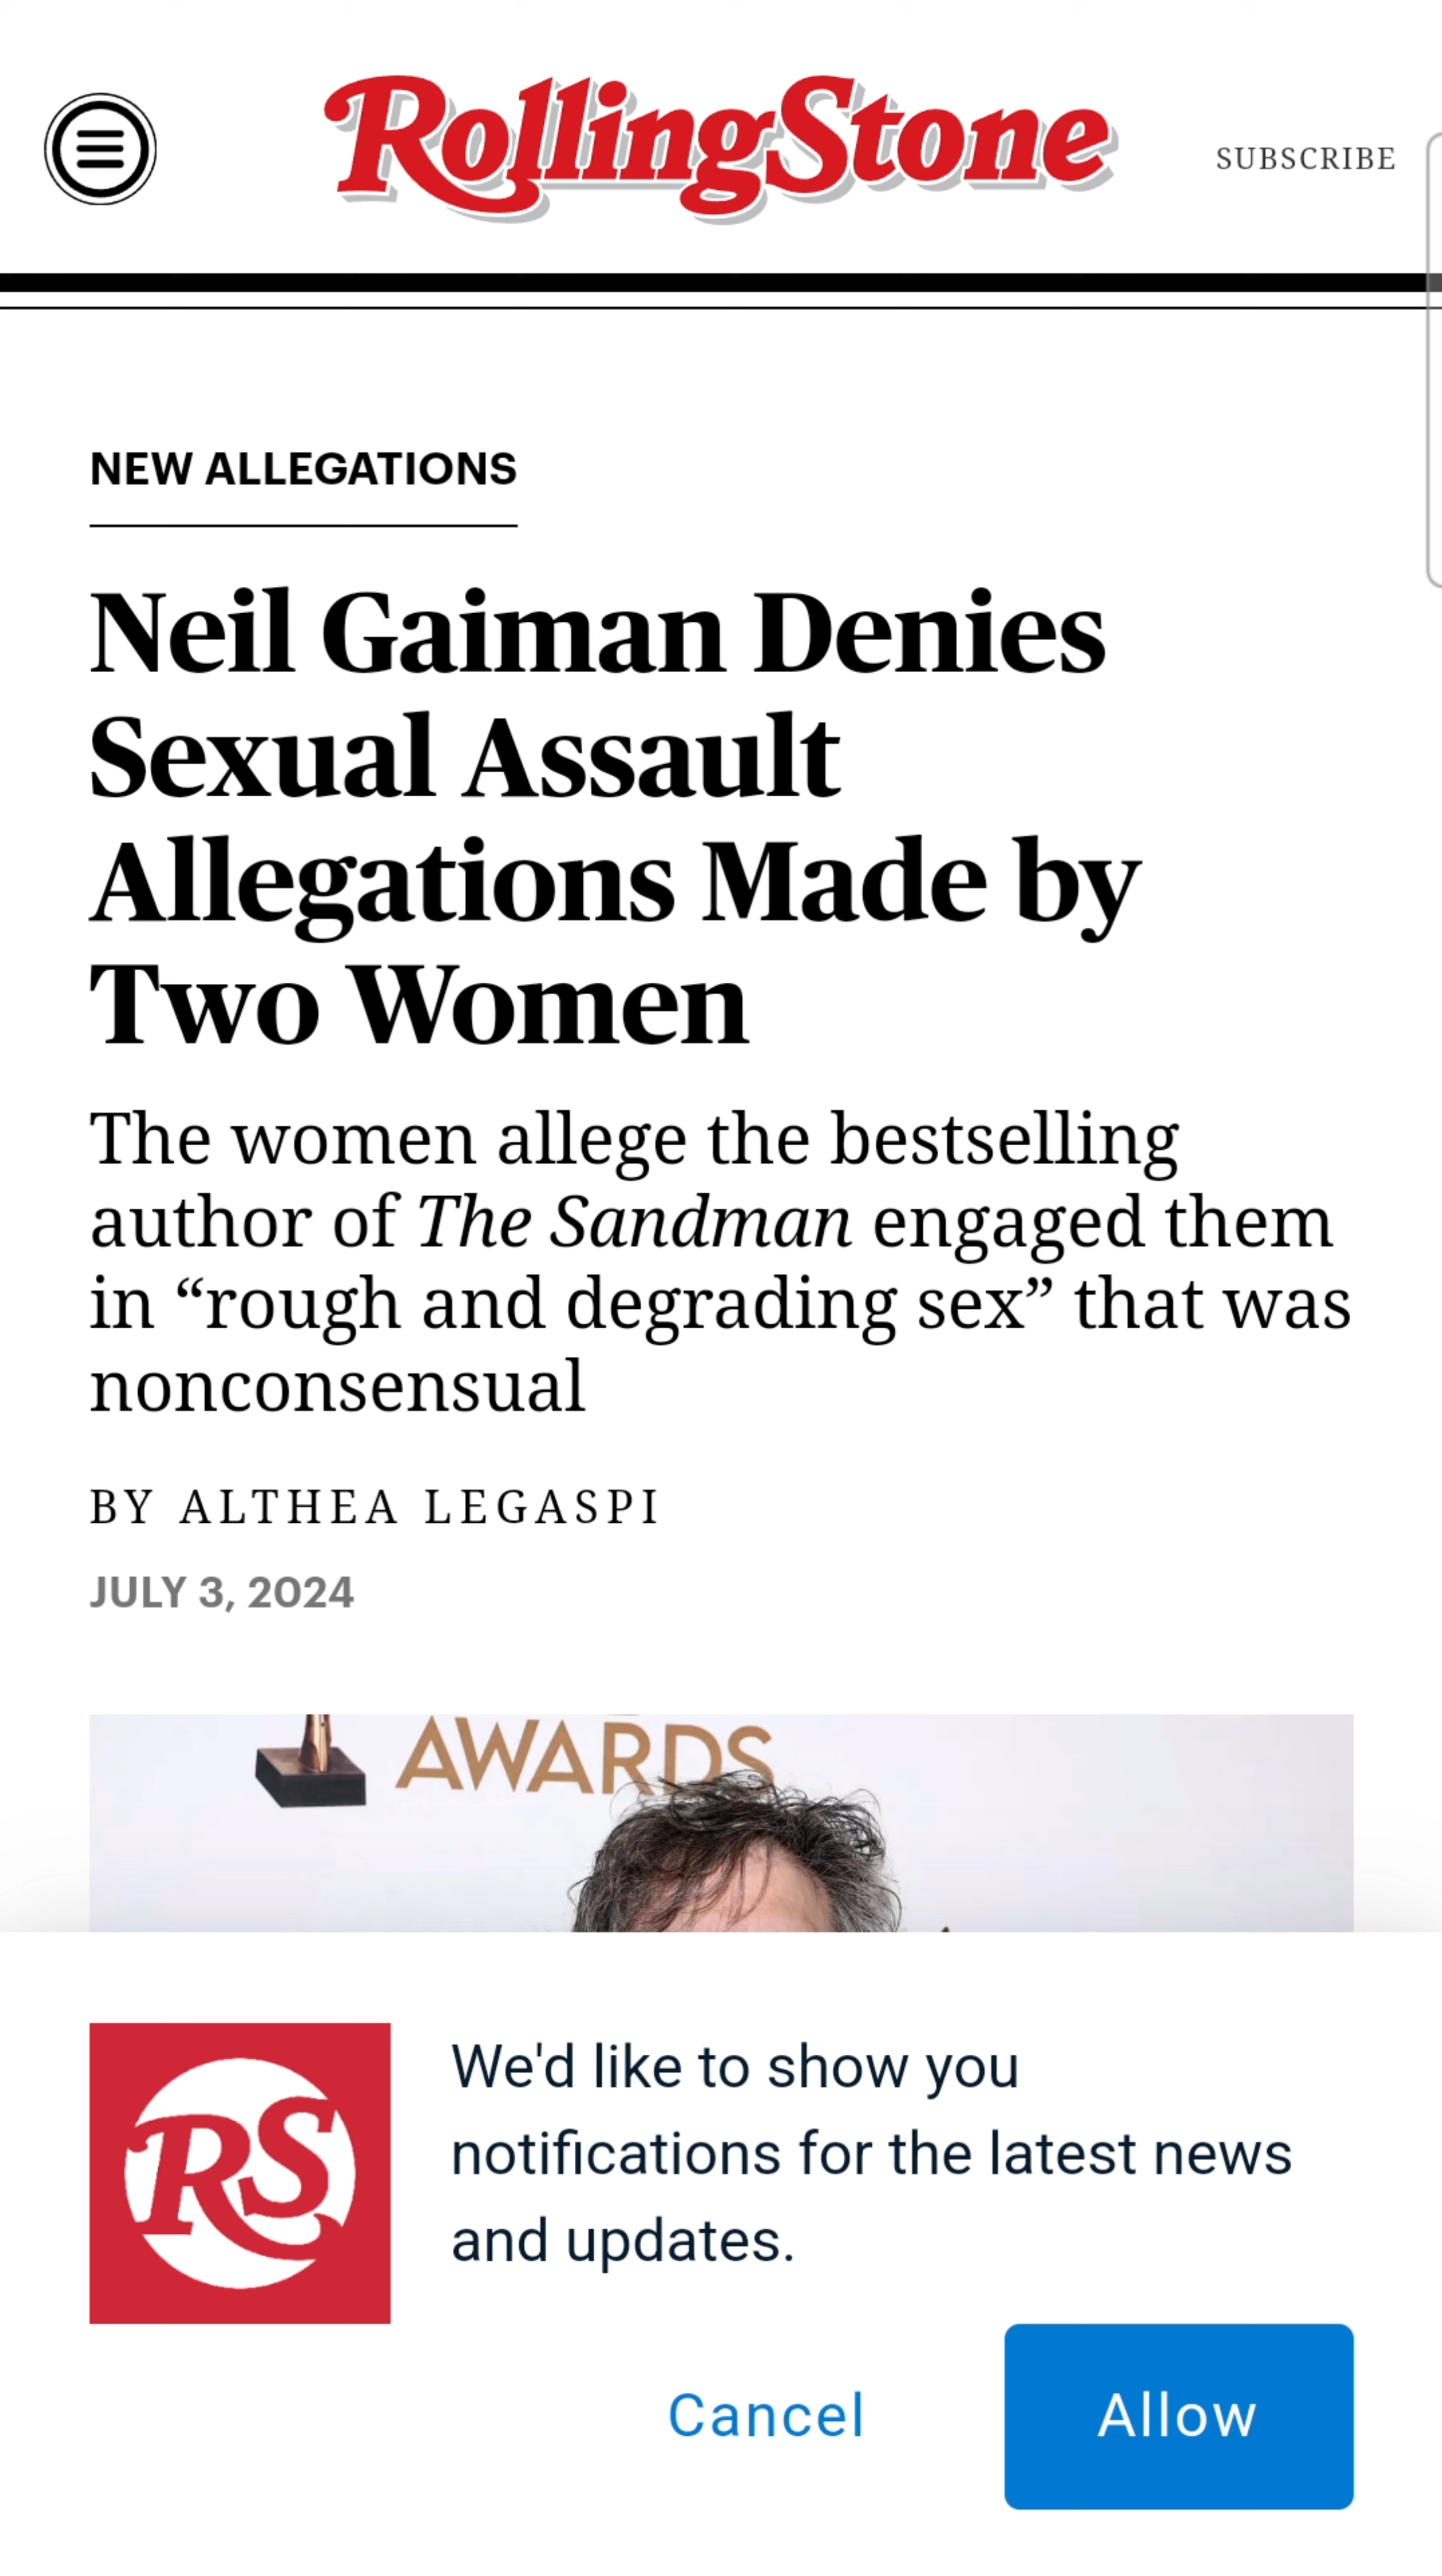 RollingStone
SUBSCRIBE
NEW ALLEGATIONS
Neil Gaiman Denies
Sexual Assault
Allegations Made by
Two Women
The women allege the bestselling
author of The Sandman engaged them
in “rough and degrading sex” that was
nonconsensual
BY ALTHEA LEGASPI
JULY 3, 2024
AWARDS
RS
We'd like to show you
notifications for the latest news
and updates.
Cancel
Allow